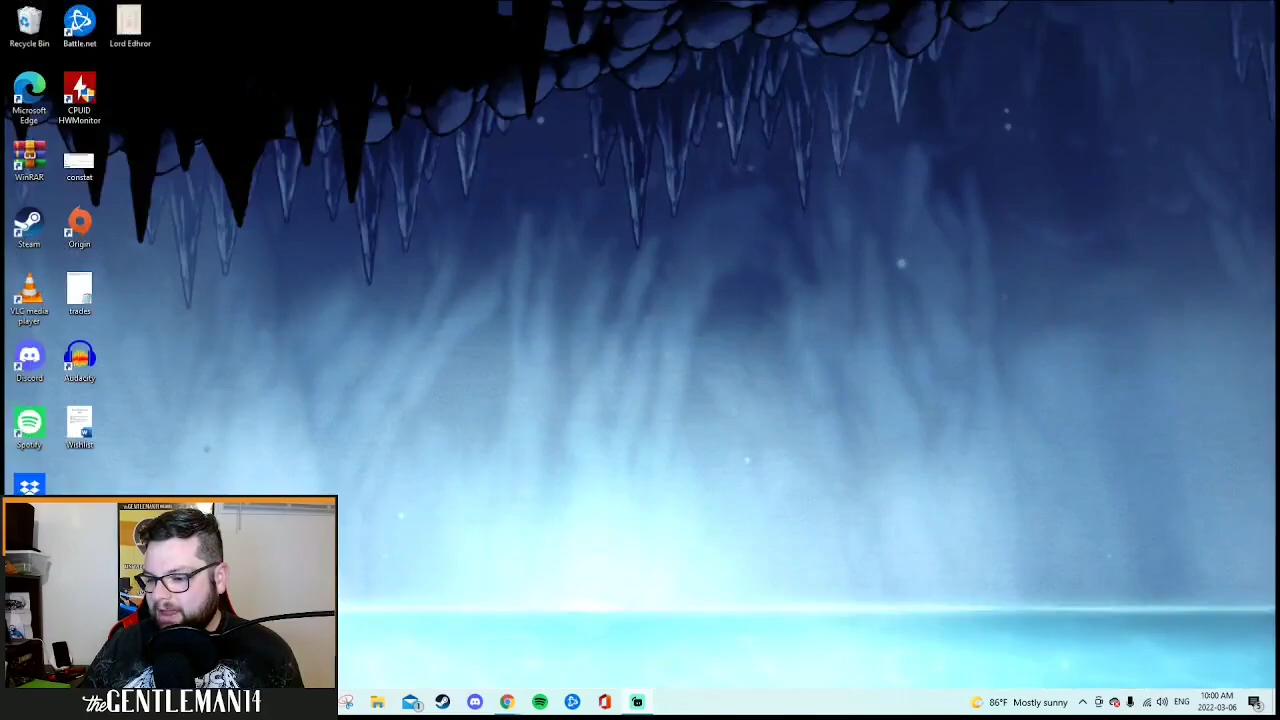 Recycle Bin
Battle.net
Lord Edhror
Microsoft Edge
CPUID HWMonitor
WinRAR
constat
Steam
Origin
VLC media player
trades
Discord
Audacity
Spotify
Wishlist
theGENTLEMAN14
theGENTLEMAN14
86°F Mostly sunny
ENG
10:00 AM
2022-03-06